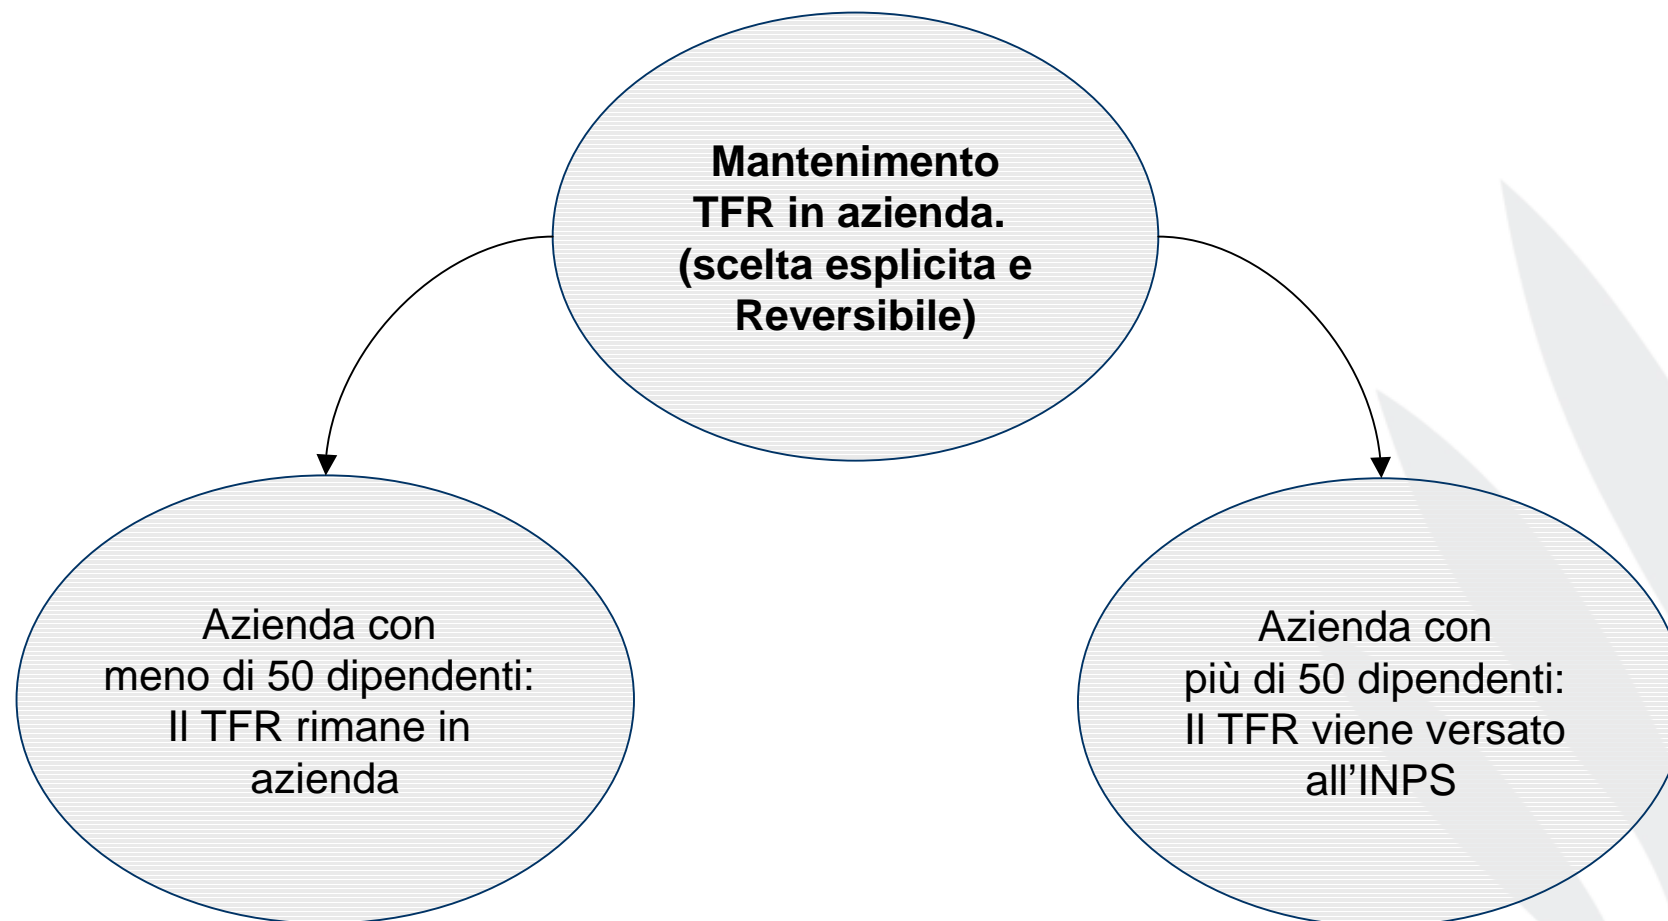 Mantenimento
TFR in azienda.
(scelta esplicita e
Reversibile)
Azienda con
meno di 50 dipendenti:
Il TFR rimane in
azienda
Azienda con
più di 50 dipendenti:
Il TFR viene versato
all’INPS